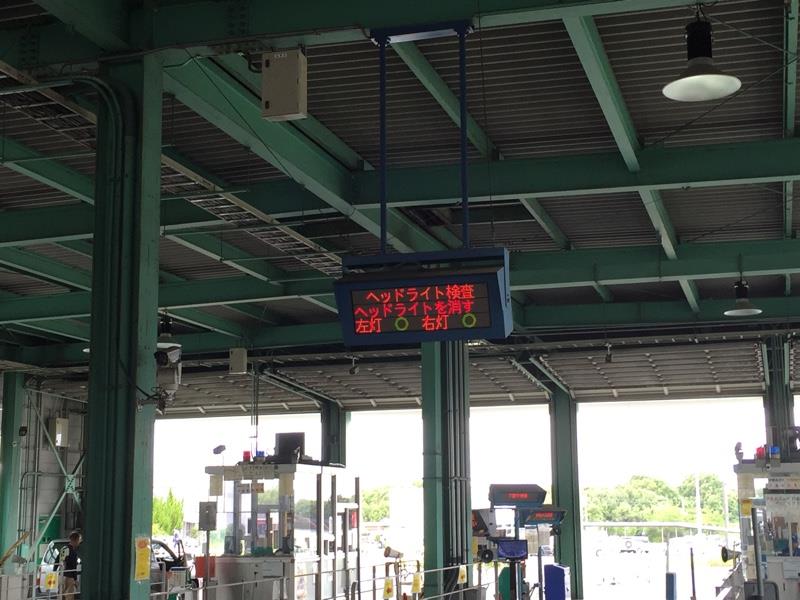 ヘッドライト検査
ヘッドライトを消す
左灯 ○ 右灯 ○